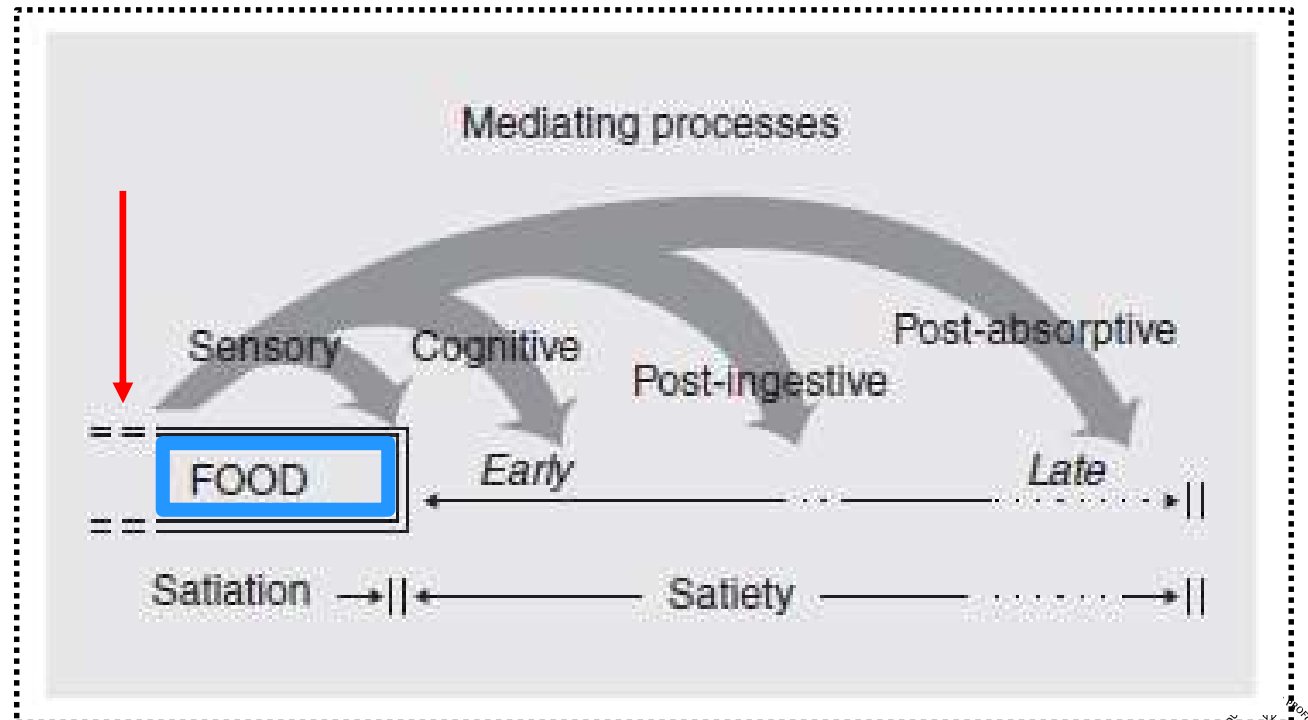 Mediating processes
Sensory
Cognitive
Post-ingestive
Post-absorptive
FOOD
Early
Late
Satiation
Satiety